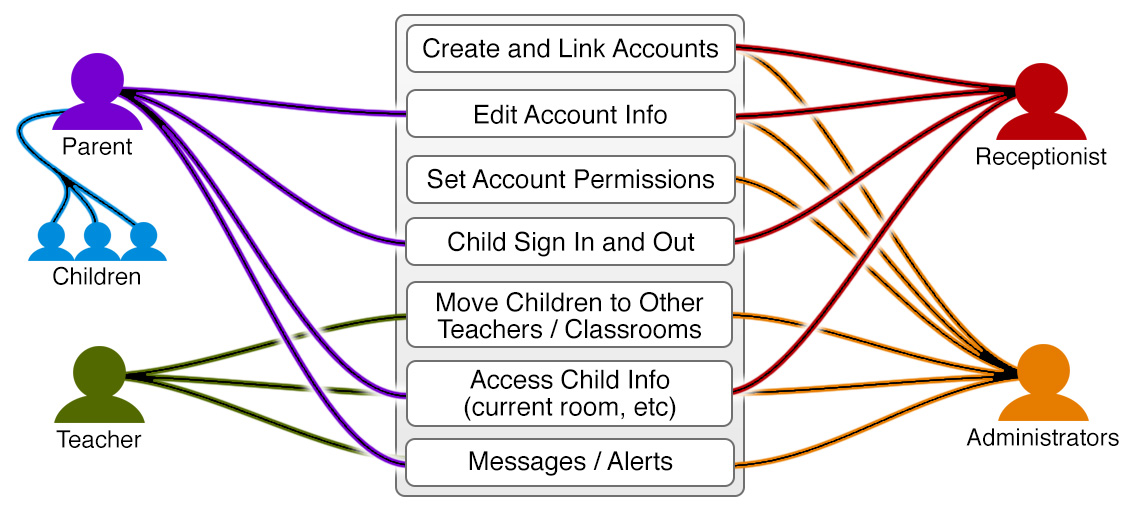 Create and Link Accounts
Edit Account Info
Parent
Receptionist
Set Account Permissions
Child Sign In and Out
Children
Move Children to Other
Teachers / Classrooms
Access Child Info
(current room, etc)
Teacher
Administrators
Messages / Alerts